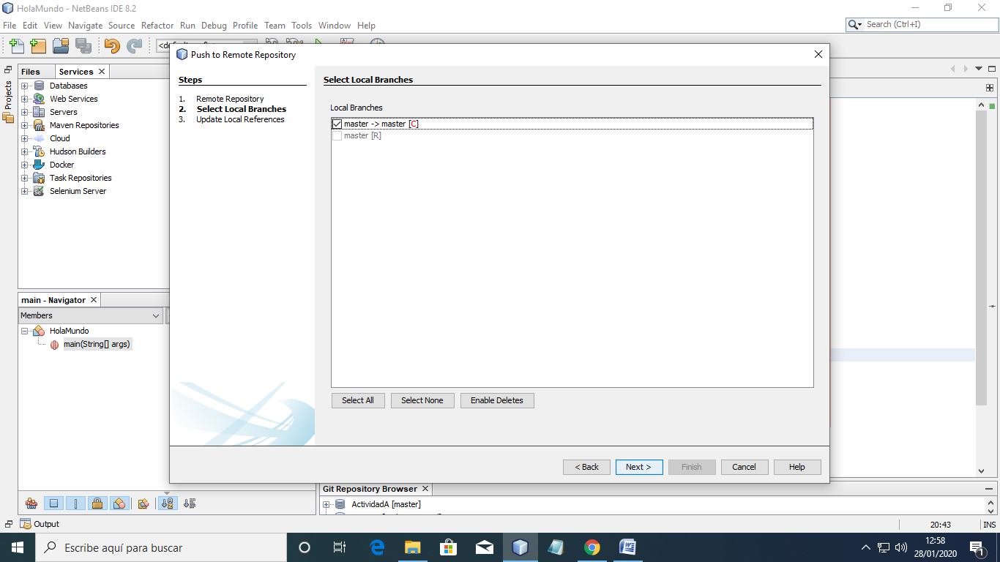 HolaMundo - NetBeans IDE 8.2
File Edit View Navigate Source Refactor Run Debug Profile Team Tools Window Help
Search (Ctrl+I)
Push to Remote Repository
Files
Services
Projects
Databases
Web Services
Servers
Maven Repositories
Cloud
Hudson Builders
Docker
Task Repositories
Selenium Server
Steps
1. Remote Repository
2. Select Local Branches
3. Update Local References
Select Local Branches
Local Branches
master -> master [C]
master [R]
Select All
Select None
Enable Deletes
< Back
Next >
Finish
Cancel
Help
main - Navigator
Members
HolaMundo
main(String[] args)
Git Repository Browser
ActividadA [master]
Output
20:43
INS
Escribe aquí para buscar
12:58
28/01/2020
1